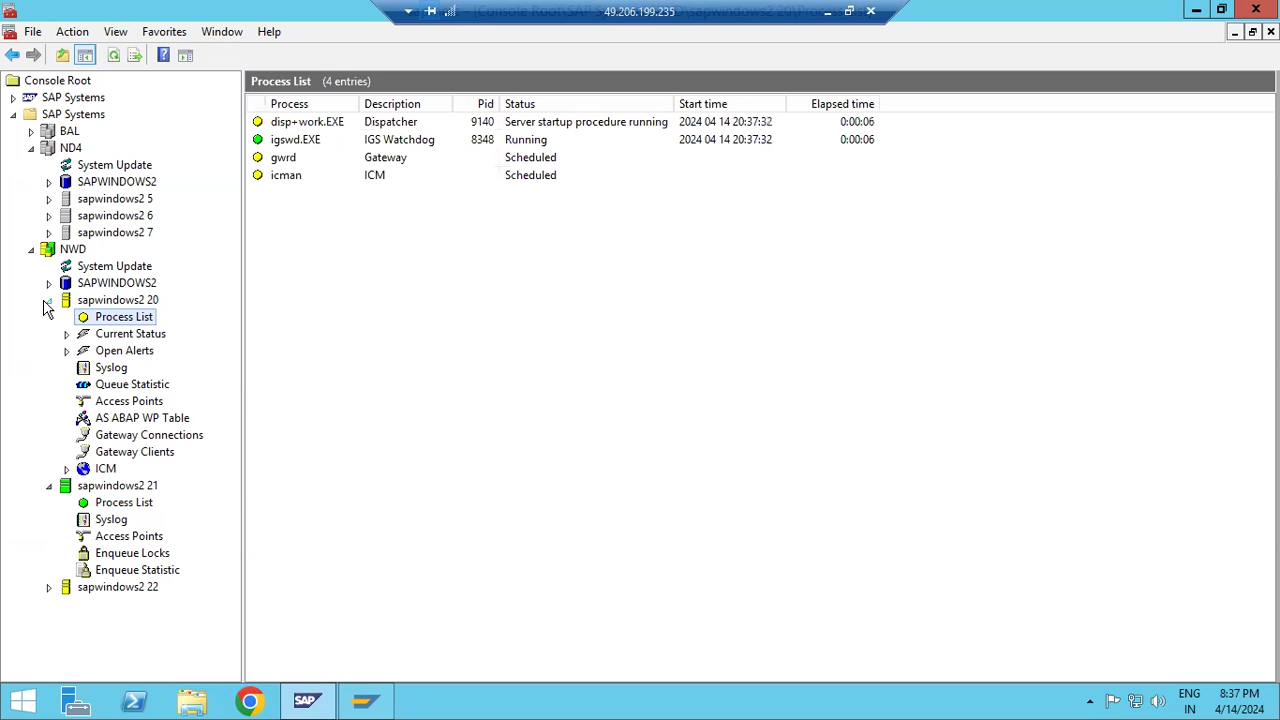 49.206.199.235
File Action View Favorites Window Help
Console Root
SAP Systems
SAP Systems
BAL
ND4
System Update
SAPWINDOWS2
sapwindows2 5
sapwindows2 6
sapwindows2 7
NWD
System Update
SAPWINDOWS2
sapwindows2 20
Process List
Current Status
Open Alerts
Syslog
Queue Statistic
Access Points
AS ABAP WP Table
Gateway Connections
Gateway Clients
ICM
sapwindows2 21
Process List
Syslog
Access Points
Enqueue Locks
Enqueue Statistic
sapwindows2 22
Process List (4 entries)
Process Description Pid Status Start time Elapsed time
disp+work.EXE Dispatcher 9140 Server startup procedure running 2024 04 14 20:37:32 0:00:06
igswd.EXE IGS Watchdog 8348 Running 2024 04 14 20:37:32 0:00:06
gwrd Gateway Scheduled
icman ICM Scheduled
SAP
ENG 8:37 PM
IN 4/14/2024